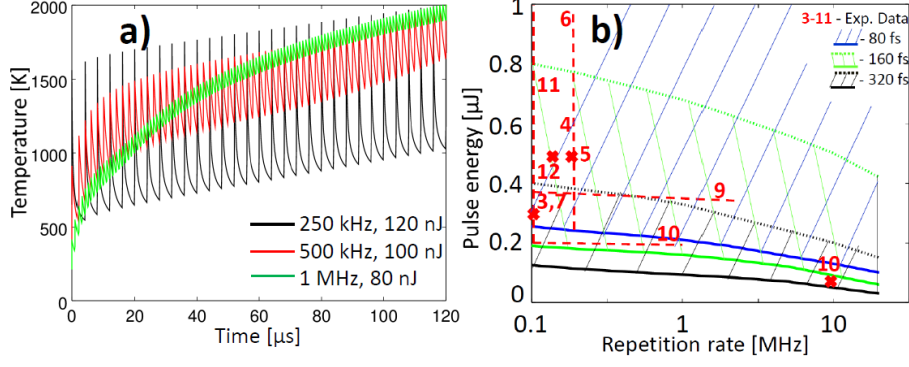 a)
Temperature [K]
2000
1500
1000
500
0
0
20
40
60
80
100
120
Time [µs]
250 kHz, 120 nJ
500 kHz, 100 nJ
1 MHz, 80 nJ
b)
Pulse energy [µJ]
1
0.8
0.6
0.4
0.2
0
0.1
1
10
Repetition rate [MHz]
3-11 - Exp. Data
- 80 fs
- 160 fs
- 320 fs
6
11
4
5
12
9
3,7
10
10